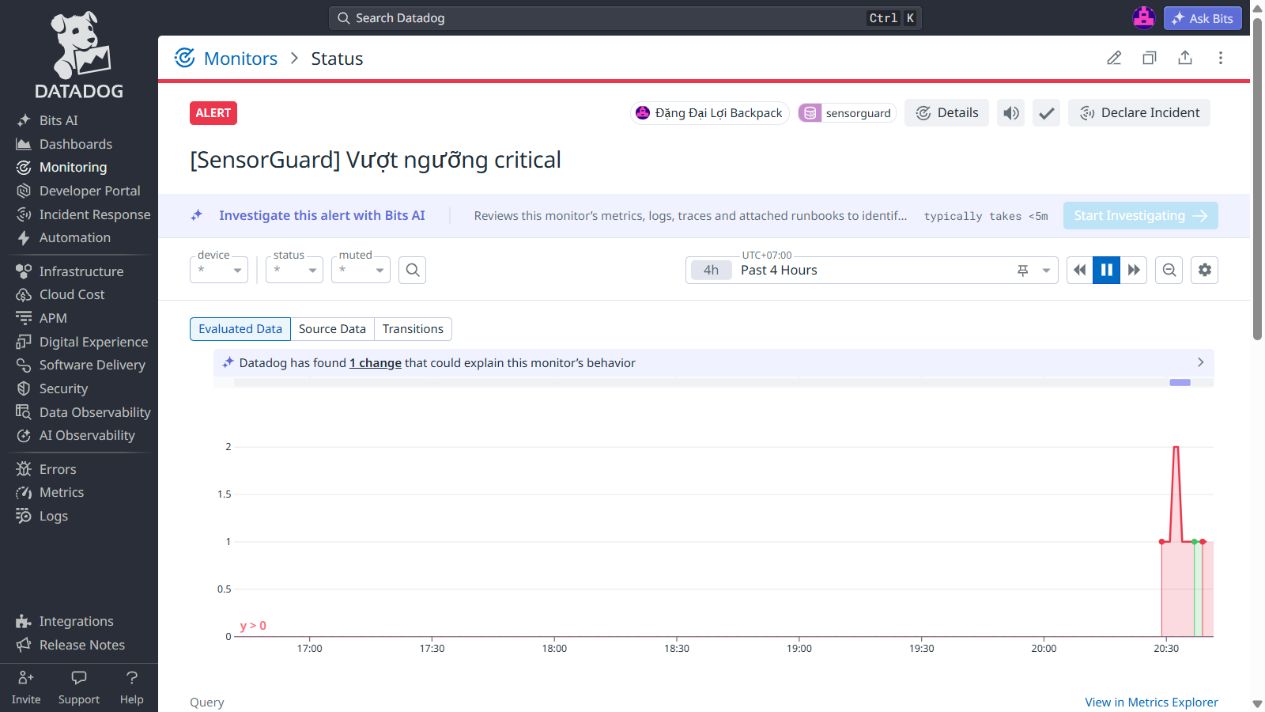 Search Datadog
Ctrl K
Ask Bits
DATADOG
Monitors > Status
Bits AI
Dashboards
Monitoring
Developer Portal
Incident Response
Automation
Infrastructure
Cloud Cost
APM
Digital Experience
Software Delivery
Security
Data Observability
AI Observability
Errors
Metrics
Logs
Integrations
Release Notes
Invite
Support
Help
ALERT
Đặng Đại Lợi Backpack
sensorguard
Details
Declare Incident
[SensorGuard] Vượt ngưỡng critical
Investigate this alert with Bits AI
Reviews this monitor's metrics, logs, traces and attached runbooks to identif...
typically takes <5m
Start Investigating
device
*
status
*
muted
*
UTC+07:00
4h
Past 4 Hours
Evaluated Data
Source Data
Transitions
Datadog has found 1 change that could explain this monitor's behavior
2
1.5
1
0.5
0
y > 0
17:00
17:30
18:00
18:30
19:00
19:30
20:00
20:30
Query
View in Metrics Explorer